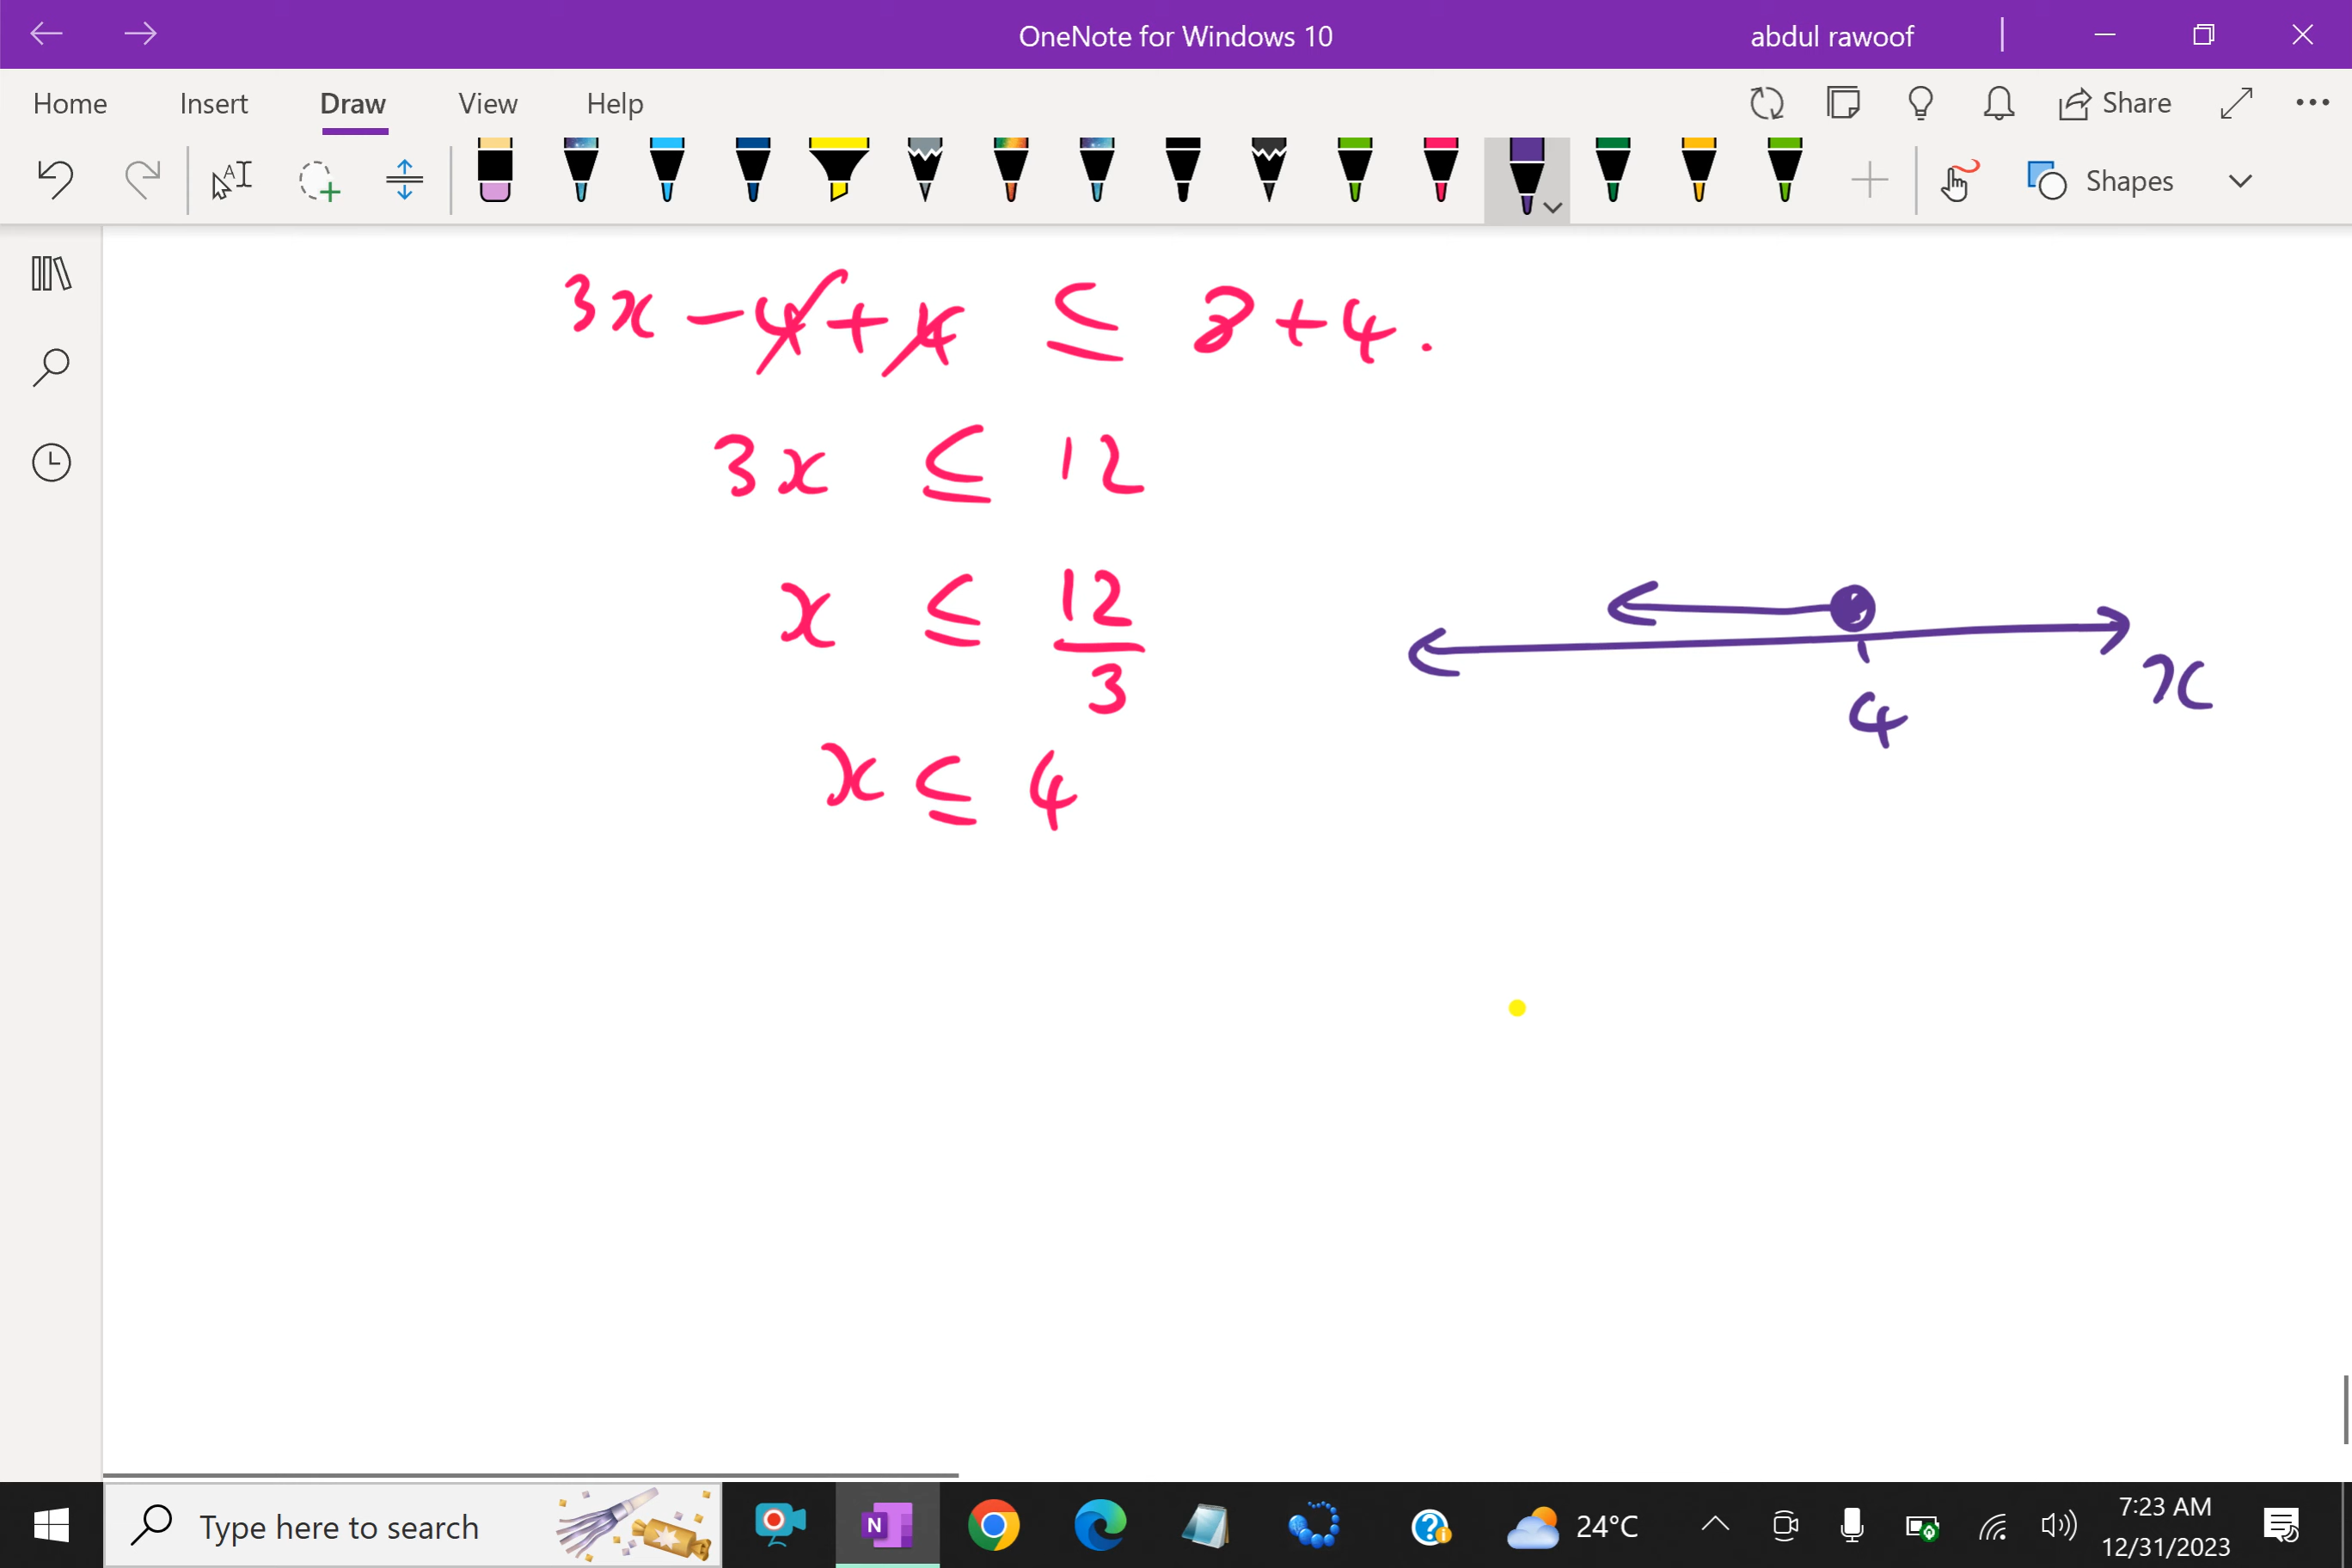 OneNote for Windows 10
abdul rawoof
Home Insert Draw View Help
Share
Shapes
3x - 4 + 4 ≤ 8 + 4.
3x ≤ 12
x ≤ 12/3
x ≤ 4
x
4
Type here to search
24°C
7:23 AM
12/31/2023